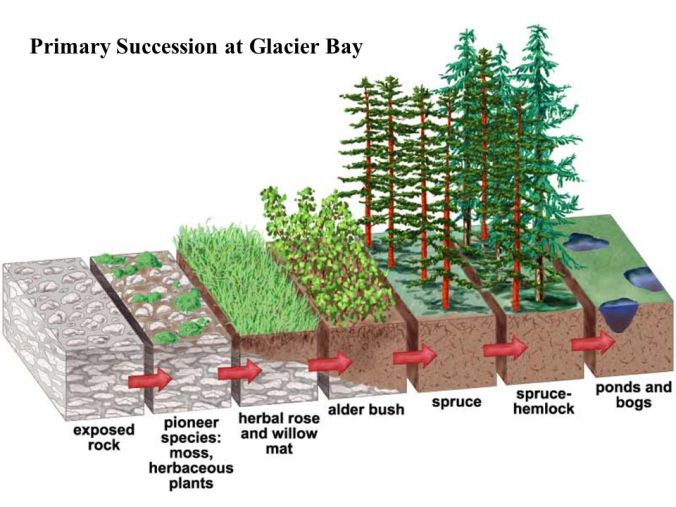 Primary Succession at Glacier Bay
exposed
rock
pioneer
species:
moss,
herbaceous
plants
herbal rose
and willow
mat
alder bush
spruce
spruce-
hemlock
ponds and
bogs